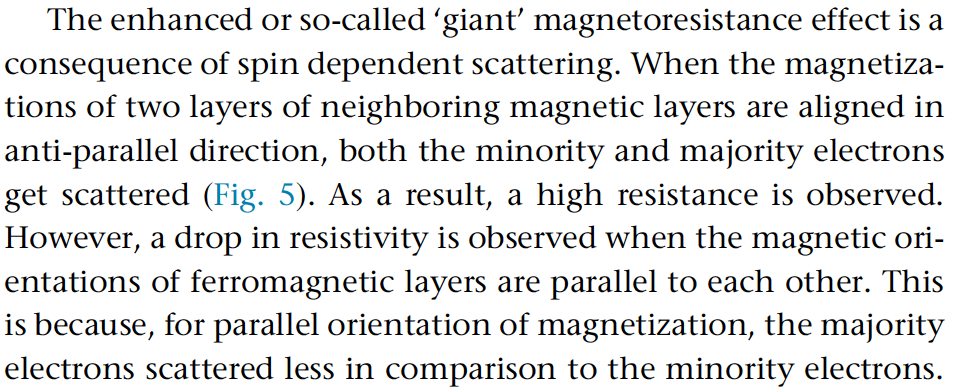 The enhanced or so-called ‘giant’ magnetoresistance effect is a
consequence of spin dependent scattering. When the magnetiza-
tions of two layers of neighboring magnetic layers are aligned in
anti-parallel direction, both the minority and majority electrons
get scattered (Fig. 5). As a result, a high resistance is observed.
However, a drop in resistivity is observed when the magnetic ori-
entations of ferromagnetic layers are parallel to each other. This
is because, for parallel orientation of magnetization, the majority
electrons scattered less in comparison to the minority electrons.